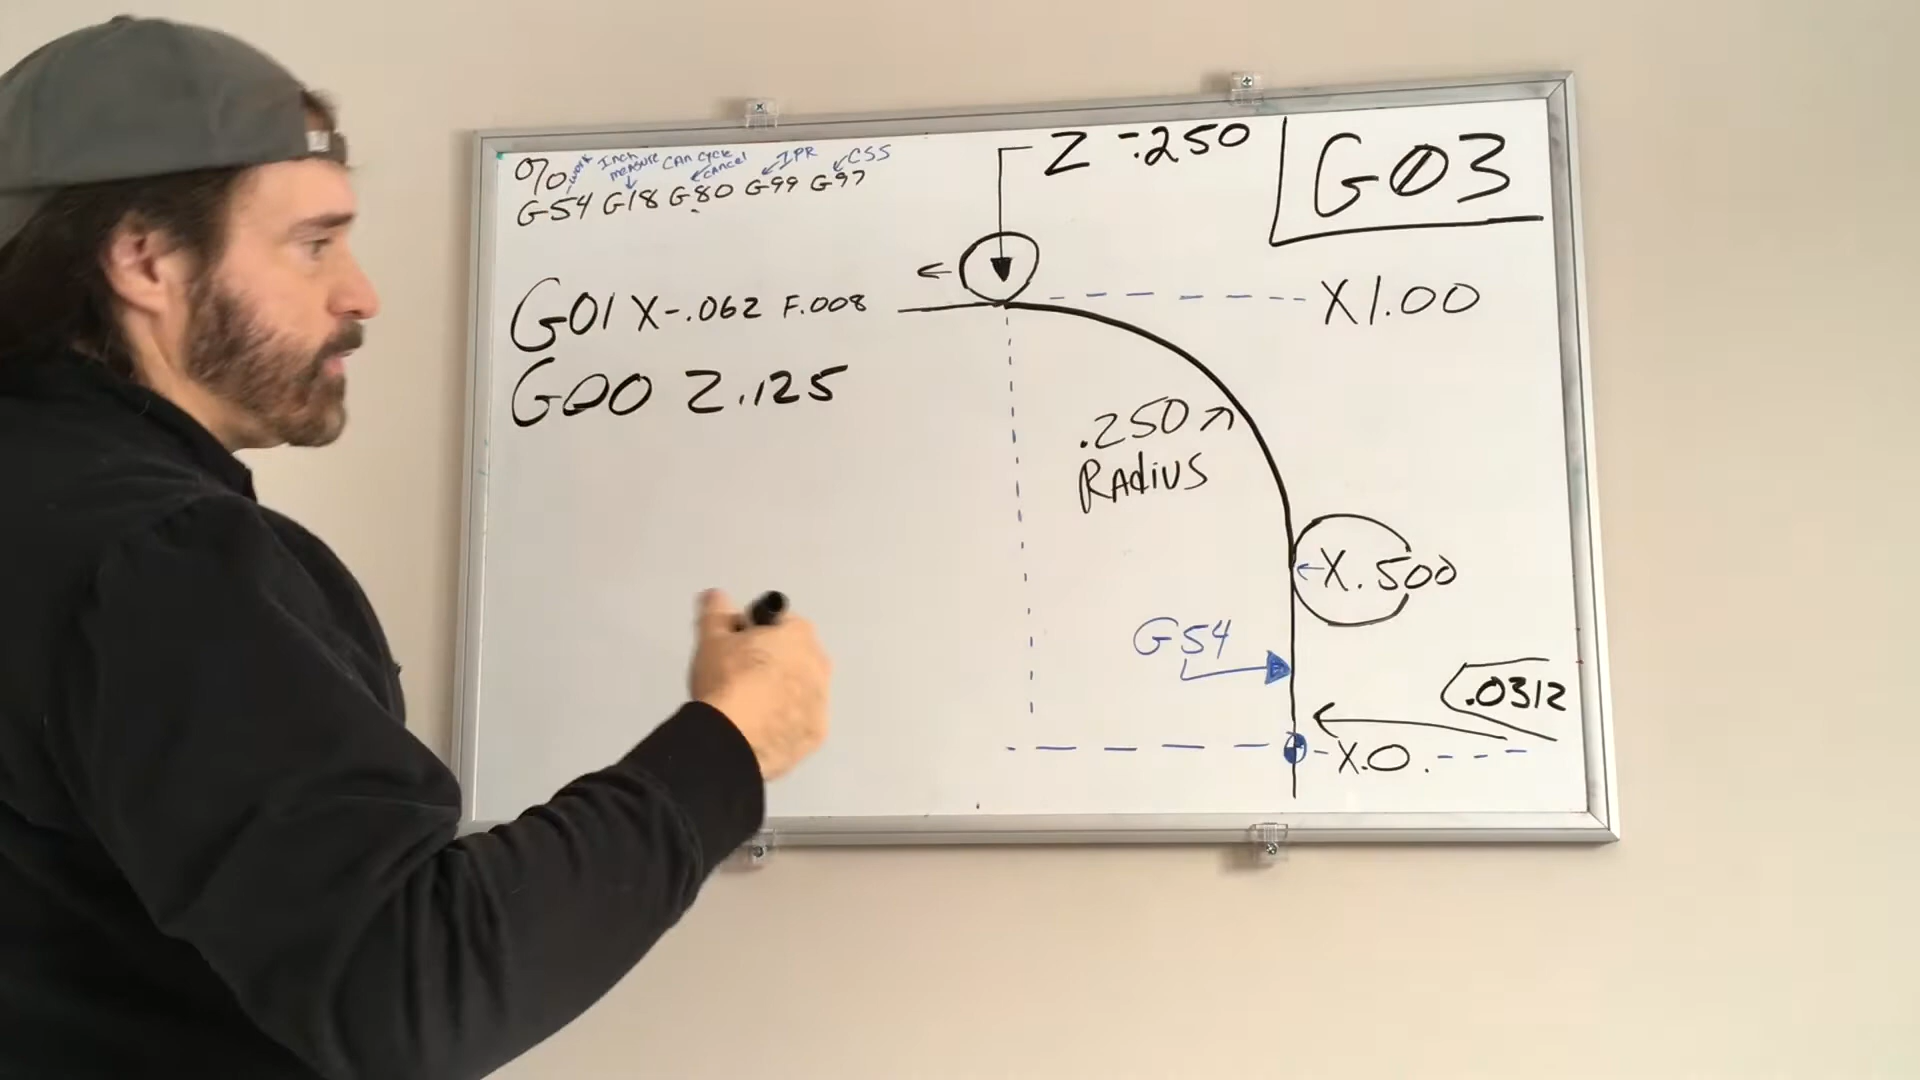 %
work Inch measure CAN cycle cancel IPR CSS
G54 G18 G80 G99 G97
G01 X-.062 F.008
G00 Z.125
Z -.250
G03
X1.00
.250
RAdiUS
X.500
G54
.0312
X.0.